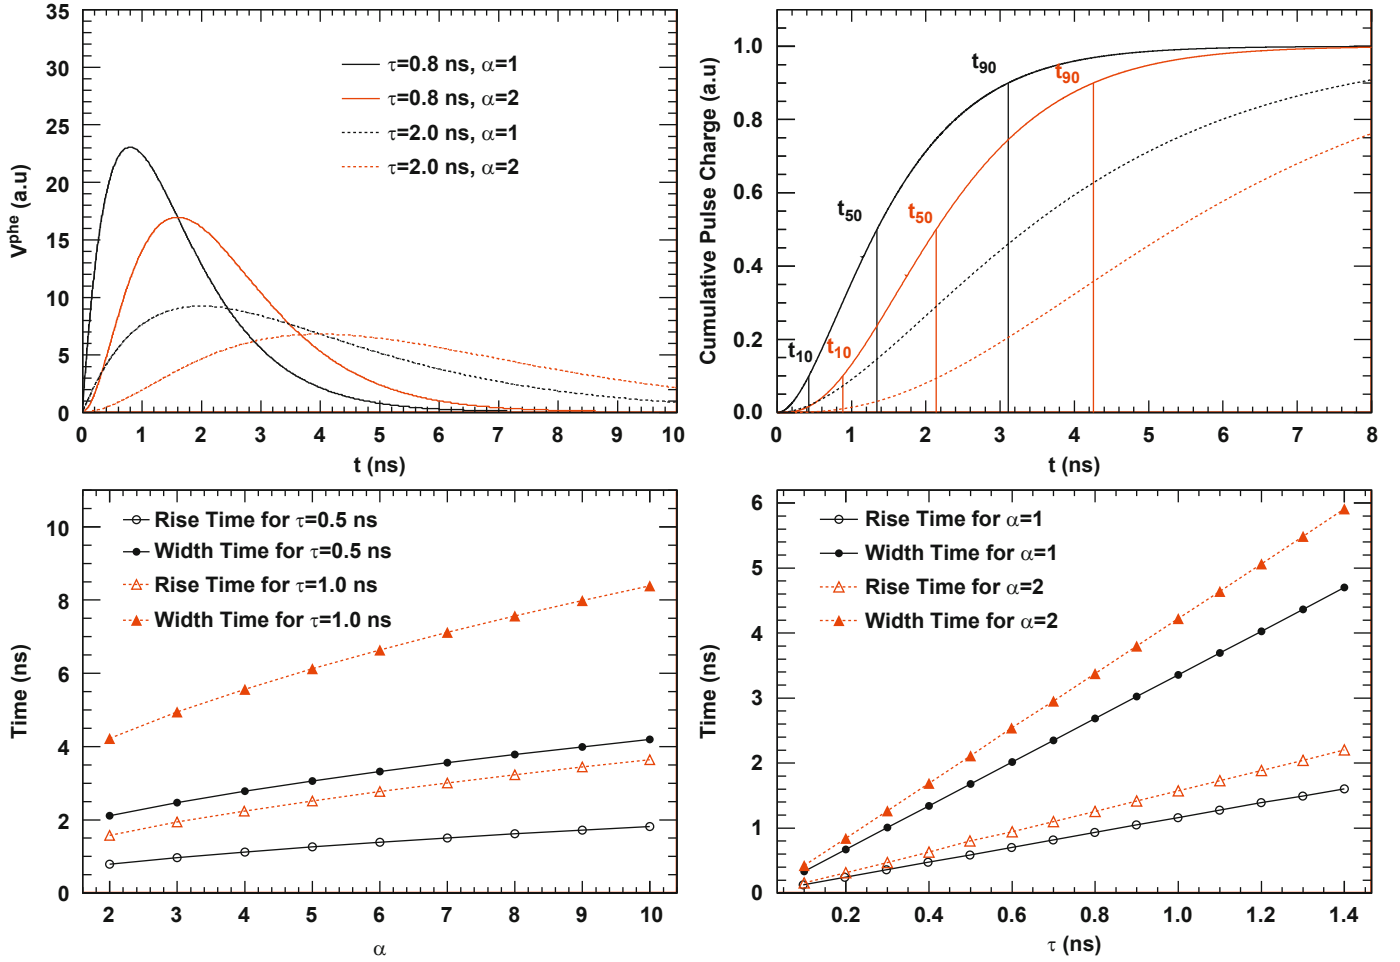 35
30
25
20
15
10
5
0
V^phe (a.u)
τ=0.8 ns, α=1
τ=0.8 ns, α=2
τ=2.0 ns, α=1
τ=2.0 ns, α=2
0 1 2 3 4 5 6 7 8 9 10
t (ns)
1.0
0.8
0.6
0.4
0.2
0.0
Cumulative Pulse Charge (a.u)
t90
t90
t50
t50
t10
t10
0 1 2 3 4 5 6 7 8
t (ns)
10
8
6
4
2
0
Time (ns)
Rise Time for τ=0.5 ns
Width Time for τ=0.5 ns
Rise Time for τ=1.0 ns
Width Time for τ=1.0 ns
2 3 4 5 6 7 8 9 10
α
6
5
4
3
2
1
0
Time (ns)
Rise Time for α=1
Width Time for α=1
Rise Time for α=2
Width Time for α=2
0.2 0.4 0.6 0.8 1.0 1.2 1.4
τ (ns)